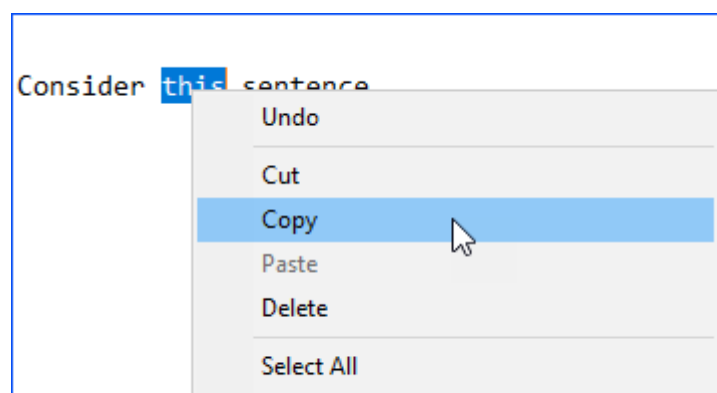 Consider this sentence
Undo
Cut
Copy
Paste
Delete
Select All